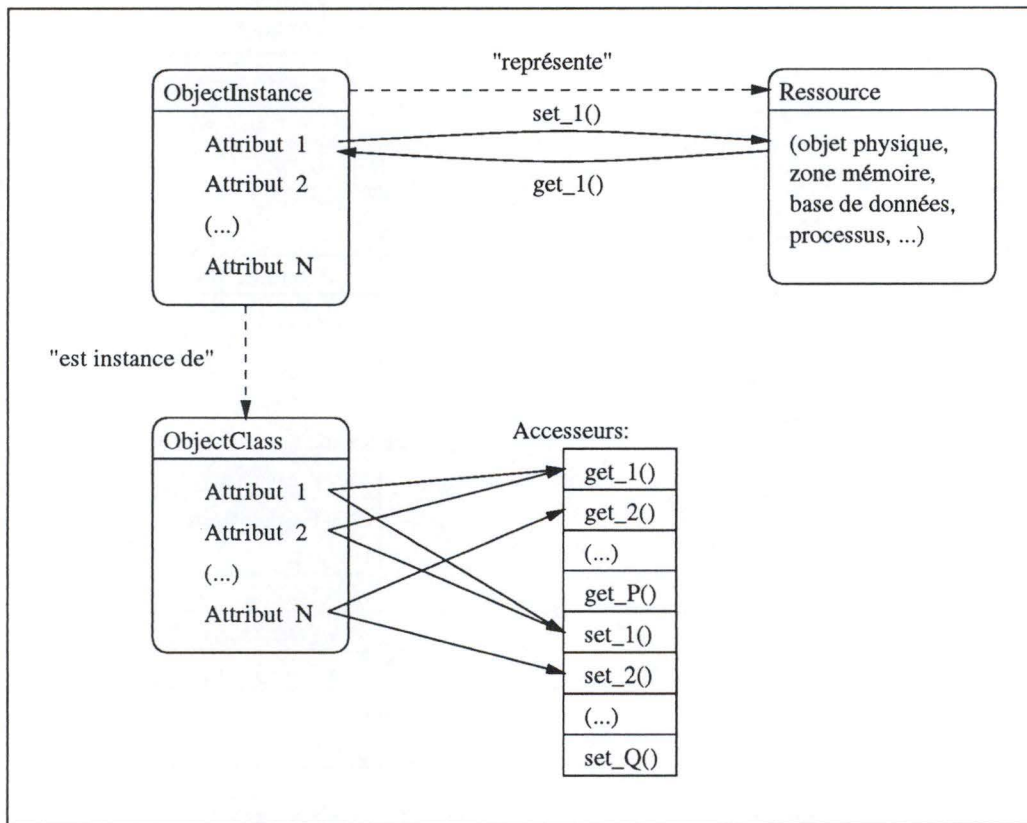 "représente"
ObjectInstance
Ressource
set_1()
Attribut 1
(objet physique,
Attribut 2
zone mémoire,
get_1()
(...)
base de données,
Attribut N
processus, ...)
"est instance de"
ObjectClass
Accesseurs:
Attribut 1
Attribut 2
(...)
Attribut N
get_1()
get_2()
(...)
get_P()
set_1()
set_2()
(...)
set_Q()